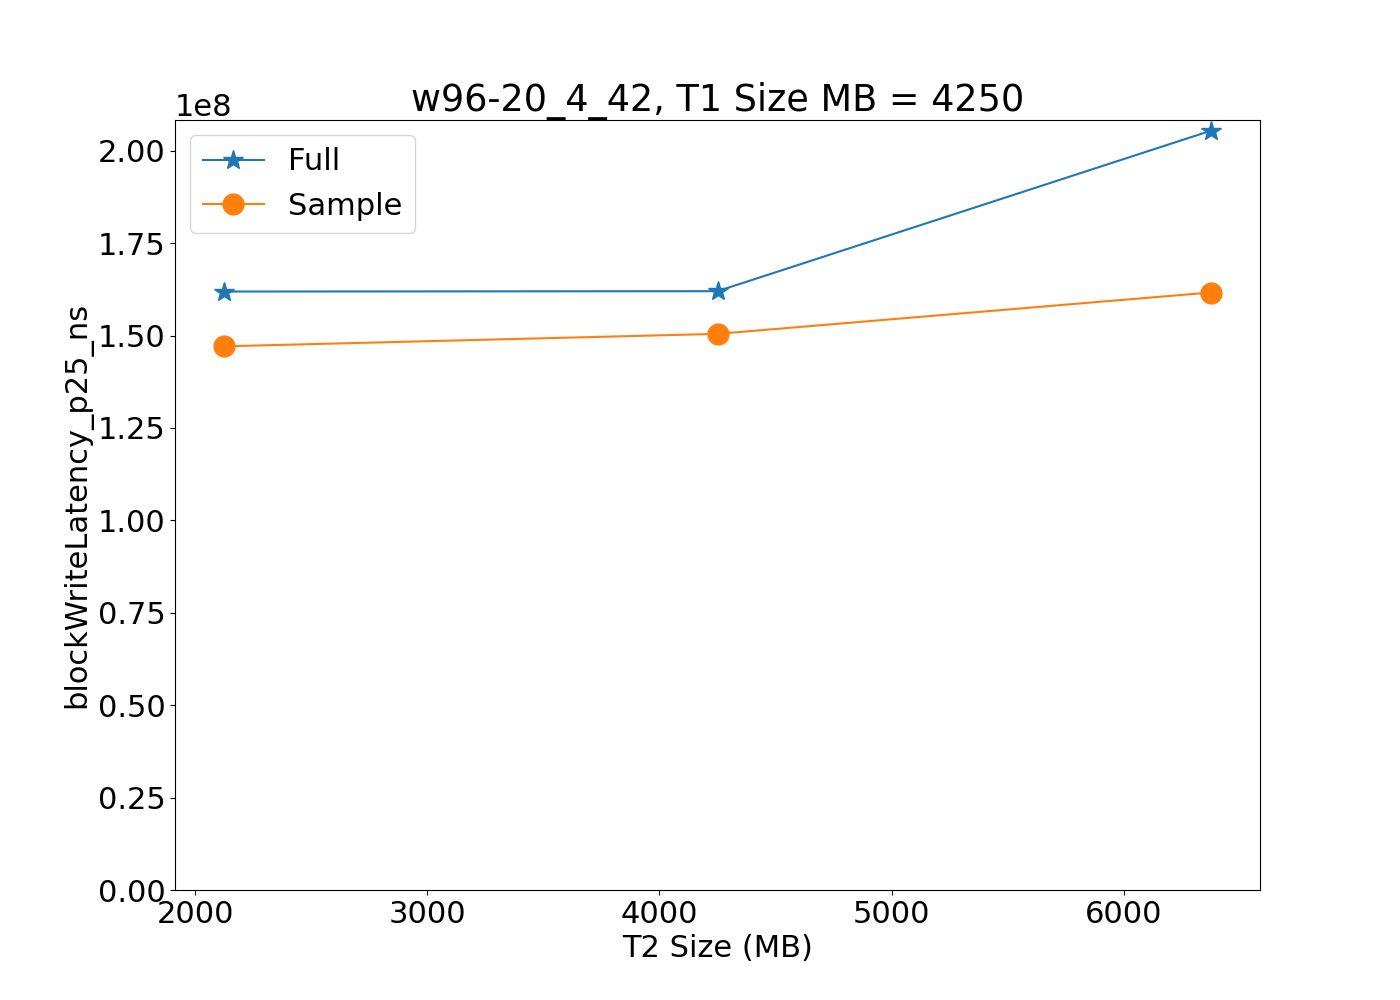 w96-20_4_42, T1 Size MB = 4250
1e8
Full
Sample
2.00
1.75
1.50
1.25
1.00
0.75
0.50
0.25
0.00
blockWriteLatency_p25_ns
2000 3000 4000 5000 6000
T2 Size (MB)